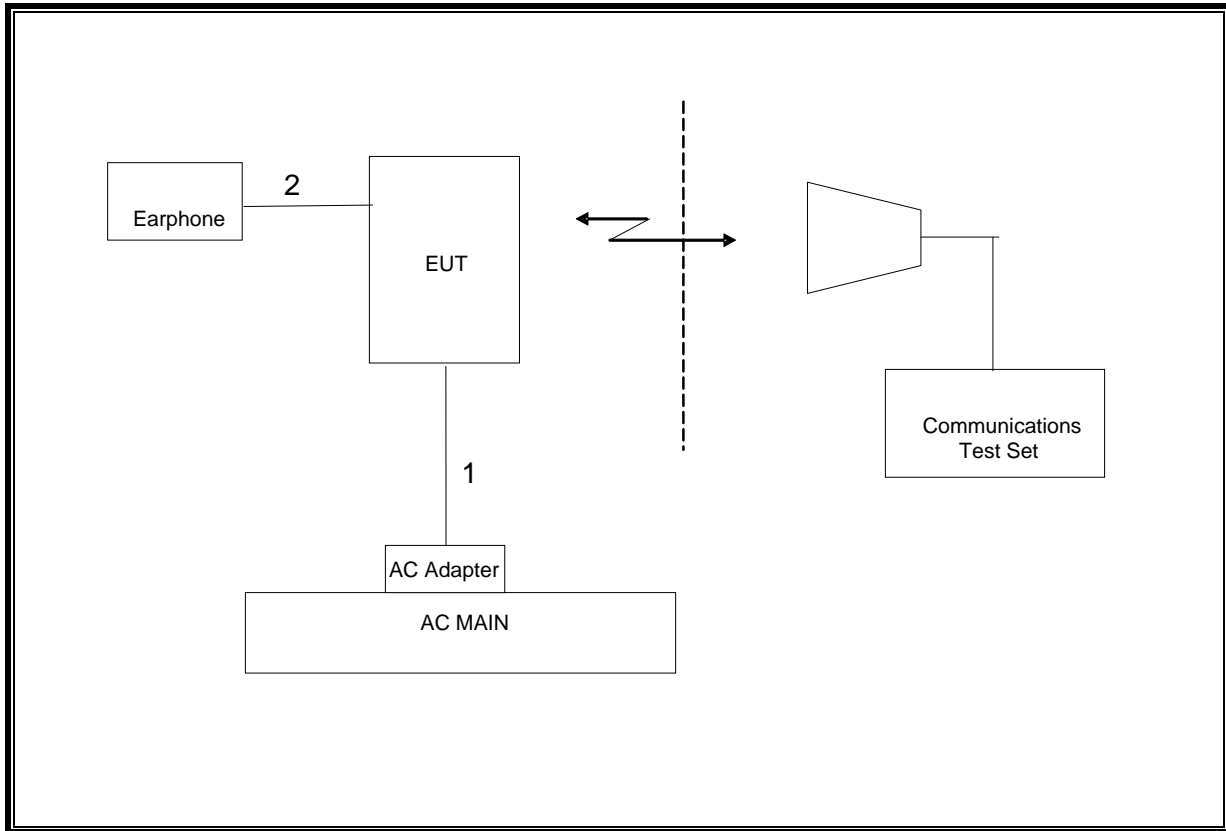 2
Earphone
EUT
Communications
Test Set
1
AC Adapter
AC MAIN